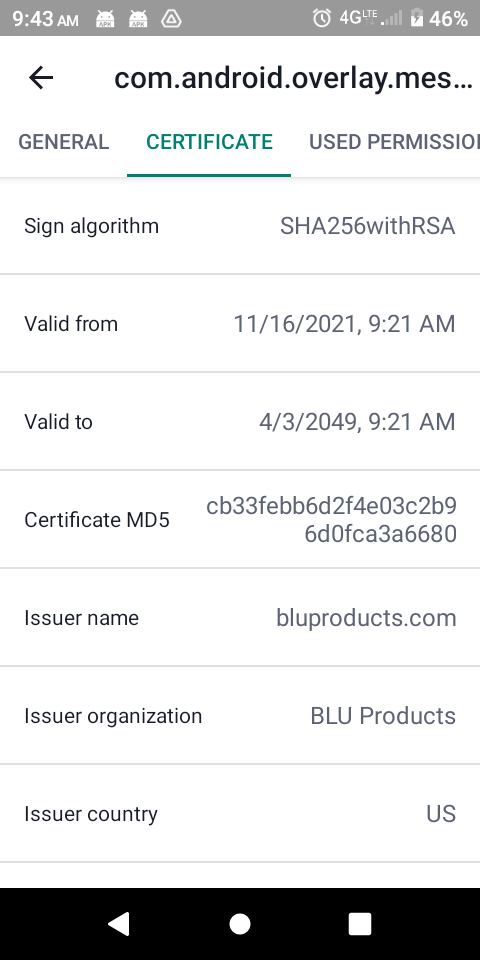 9:43 AM APK APK 4G LTE 46%
com.android.overlay.mes...
GENERAL CERTIFICATE USED PERMISSIO
Sign algorithm SHA256withRSA
Valid from 11/16/2021, 9:21 AM
Valid to 4/3/2049, 9:21 AM
Certificate MD5 cb33febb6d2f4e03c2b9
6d0fca3a6680
Issuer name bluproducts.com
Issuer organization BLU Products
Issuer country US